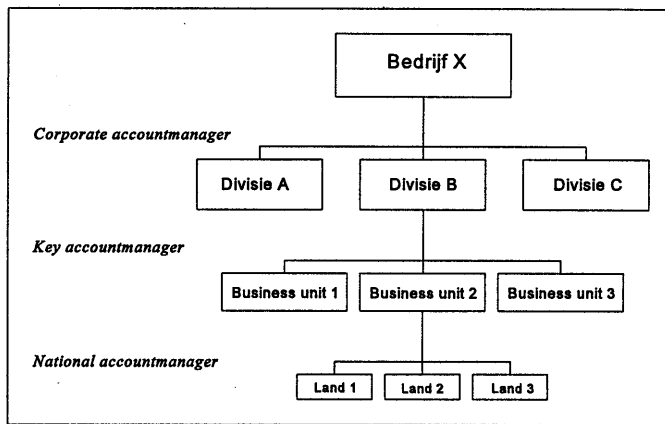 Bedrijf X
Corporate accountmanager
Divisie A
Divisie B
Divisie C
Key accountmanager
Business unit 1
Business unit 2
Business unit 3
National accountmanager
Land 1
Land 2
Land 3